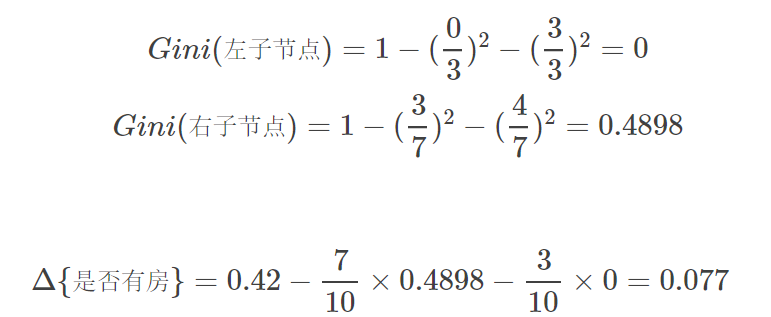 Gini(左子节点) = 1 − (0/3)² − (3/3)² = 0
Gini(右子节点) = 1 − (3/7)² − (4/7)² = 0.4898
Δ{是否有房} = 0.42 − 7/10 × 0.4898 − 3/10 × 0 = 0.077